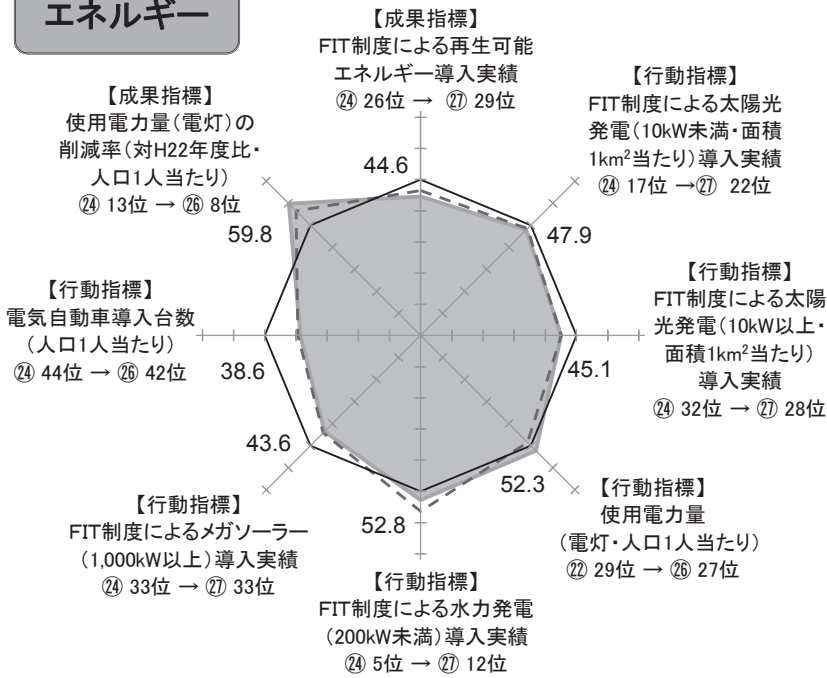 エネルギー
【成果指標】
FIT制度による再生可能
エネルギー導入実績
㉔ 26位 → ㉗ 29位
44.6
【行動指標】
FIT制度による太陽光
発電(10kW未満・面積
1km²当たり)導入実績
㉔ 17位 →㉗ 22位
47.9
【行動指標】
FIT制度による太陽
光発電(10kW以上・
面積1km²当たり)
導入実績
㉔ 32位 → ㉗ 28位
45.1
【行動指標】
使用電力量
(電灯・人口1人当たり)
㉒ 29位 → ㉖ 27位
52.3
【行動指標】
FIT制度による水力発電
(200kW未満)導入実績
㉔ 5位 → ㉗ 12位
52.8
【行動指標】
FIT制度によるメガソーラー
(1,000kW以上)導入実績
㉔ 33位 → ㉗ 33位
43.6
【行動指標】
電気自動車導入台数
(人口1人当たり)
㉔ 44位 → ㉖ 42位
38.6
【成果指標】
使用電力量(電灯)の
削減率(対H22年度比・
人口1人当たり)
㉔ 13位 → ㉖ 8位
59.8